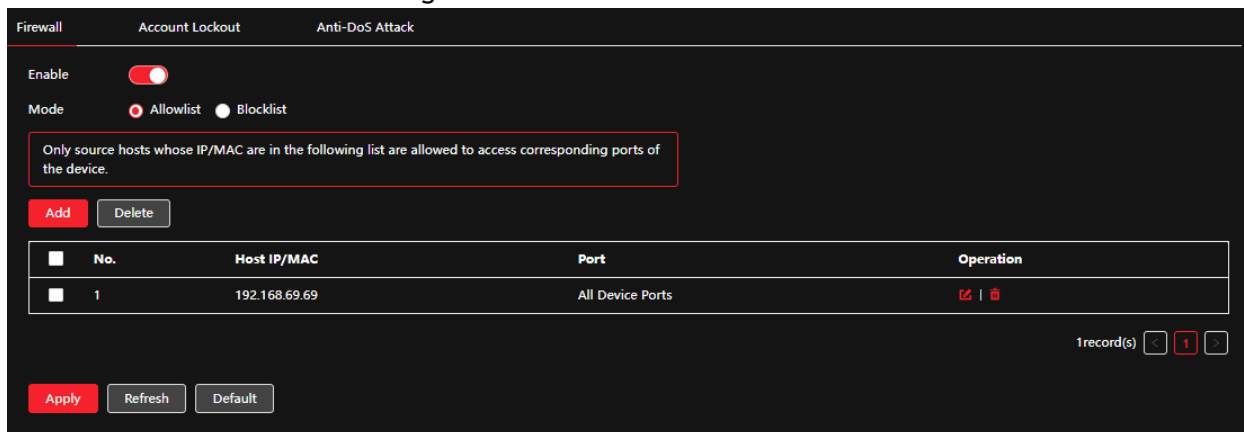 Firewall Account Lockout Anti-DoS Attack
Enable
Mode Allowlist Blocklist
Only source hosts whose IP/MAC are in the following list are allowed to access corresponding ports of
the device.
Add Delete
No. Host IP/MAC Port Operation
1 192.168.69.69 All Device Ports |
1record(s) < 1 >
Apply Refresh Default